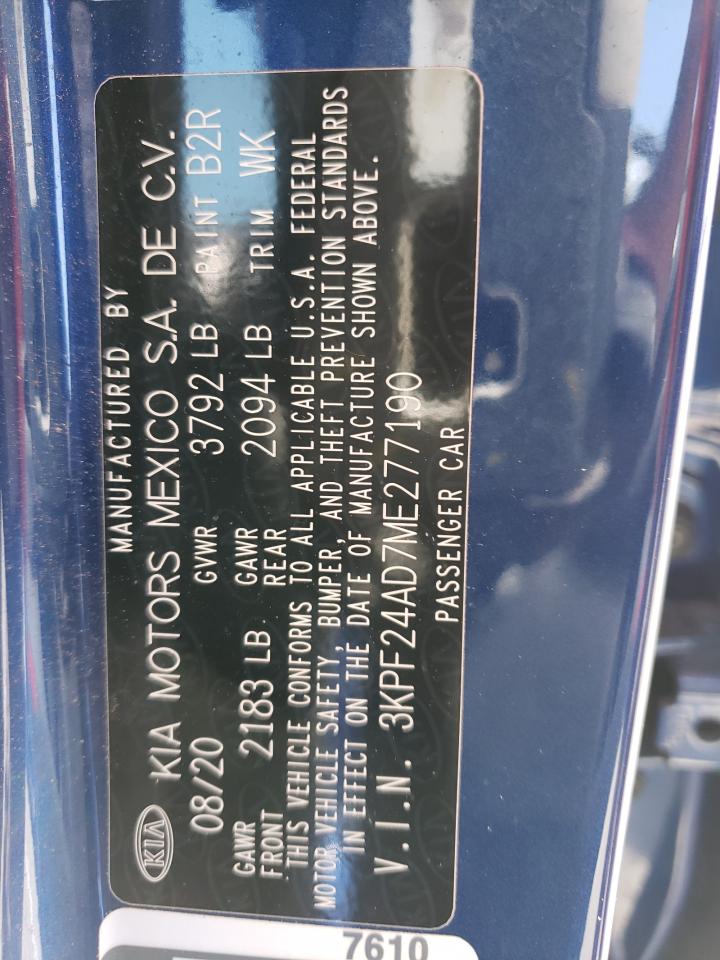 MANUFACTURED BY
KIA KIA MOTORS MEXICO S.A. DE C.V.
08/20 GVWR 3792 LB PAINT B2R
GAWR FRONT 2183 LB GAWR REAR 2094 LB TRIM WK
THIS VEHICLE CONFORMS TO ALL APPLICABLE U.S.A. FEDERAL
MOTOR VEHICLE SAFETY, BUMPER, AND THEFT PREVENTION STANDARDS
IN EFFECT ON THE DATE OF MANUFACTURE SHOWN ABOVE.
V.I.N. 3KPF24AD7ME277190
PASSENGER CAR
7610